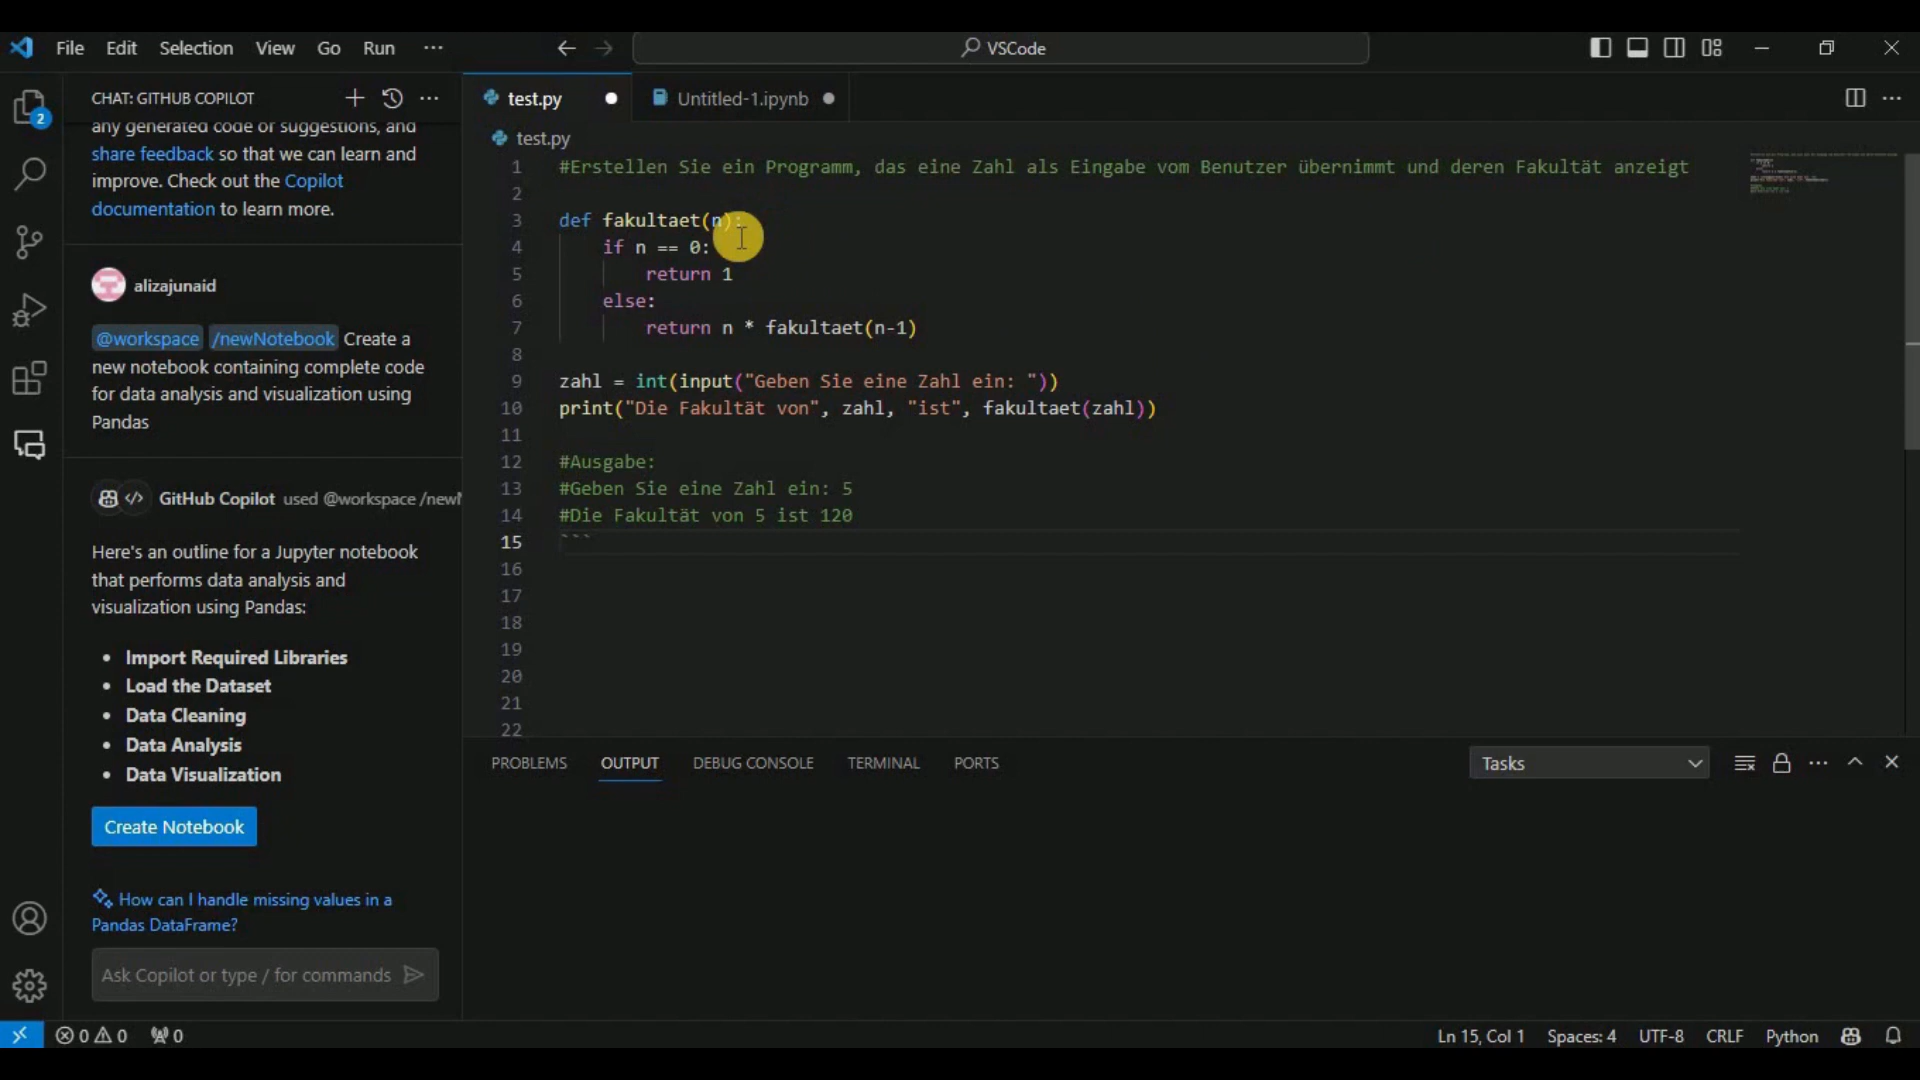 File Edit Selection View Go Run ···
VSCode
CHAT: GITHUB COPILOT
any generated code or suggestions, and
share feedback so that we can learn and
improve. Check out the Copilot
documentation to learn more.
alizajunaid
@workspace /newNotebook Create a
new notebook containing complete code
for data analysis and visualization using
Pandas
GitHub Copilot used @workspace /newN
Here's an outline for a Jupyter notebook
that performs data analysis and
visualization using Pandas:
• Import Required Libraries
• Load the Dataset
• Data Cleaning
• Data Analysis
• Data Visualization
Create Notebook
How can I handle missing values in a
Pandas DataFrame?
Ask Copilot or type / for commands
2
test.py
Untitled-1.ipynb
test.py
1 #Erstellen Sie ein Programm, das eine Zahl als Eingabe vom Benutzer übernimmt und deren Fakultät anzeigt
2
3 def fakultaet(n):
4 if n == 0:
5 return 1
6 else:
7 return n * fakultaet(n-1)
8
9 zahl = int(input("Geben Sie eine Zahl ein: "))
10 print("Die Fakultät von", zahl, "ist", fakultaet(zahl))
11
12 #Ausgabe:
13 #Geben Sie eine Zahl ein: 5
14 #Die Fakultät von 5 ist 120
15 ```
16
17
18
19
20
21
22
PROBLEMS OUTPUT DEBUG CONSOLE TERMINAL PORTS
Tasks
0 0 0
Ln 15, Col 1 Spaces: 4 UTF-8 CRLF Python